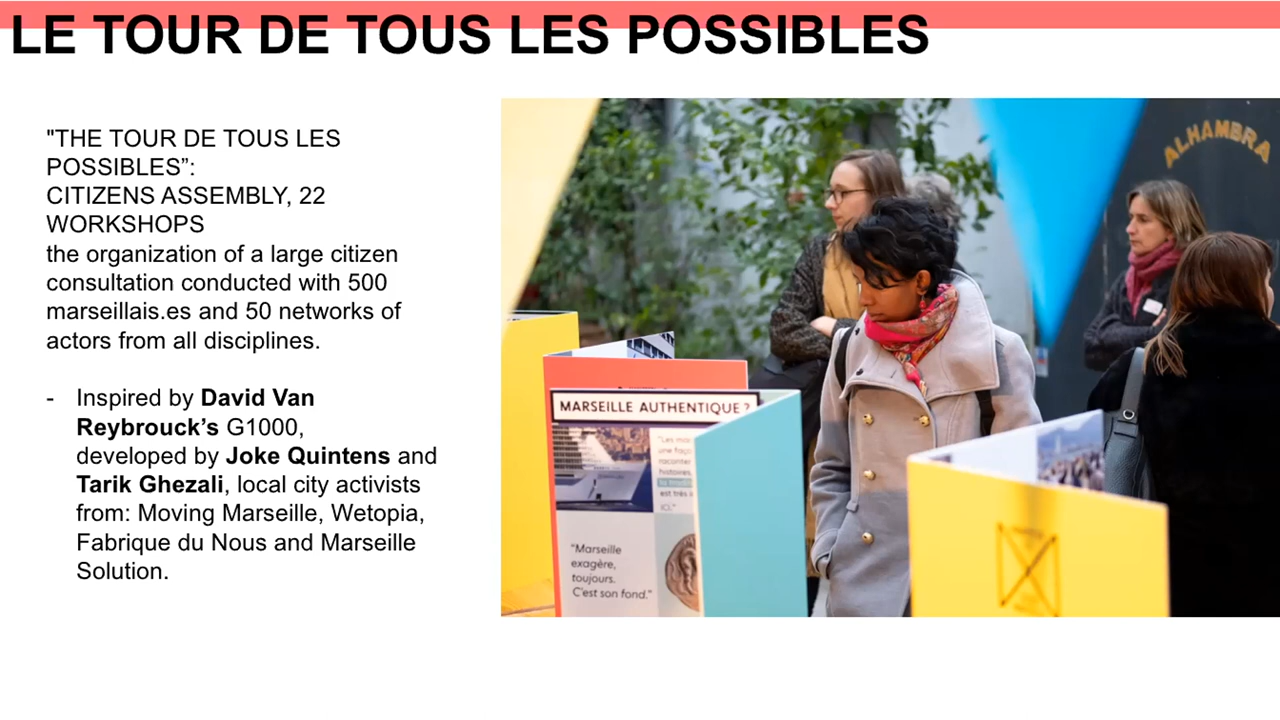 LE TOUR DE TOUS LES POSSIBLES
"THE TOUR DE TOUS LES
POSSIBLES”:
CITIZENS ASSEMBLY, 22
WORKSHOPS
the organization of a large citizen
consultation conducted with 500
marseillais.es and 50 networks of
actors from all disciplines.
- Inspired by David Van
Reybrouck’s G1000,
developed by Joke Quintens and
Tarik Ghezali, local city activists
from: Moving Marseille, Wetopia,
Fabrique du Nous and Marseille
Solution.
ALHAMBRA
MARSEILLE AUTHENTIQUE ?
"Marseille
exagère,
toujours.
C'est son fond."